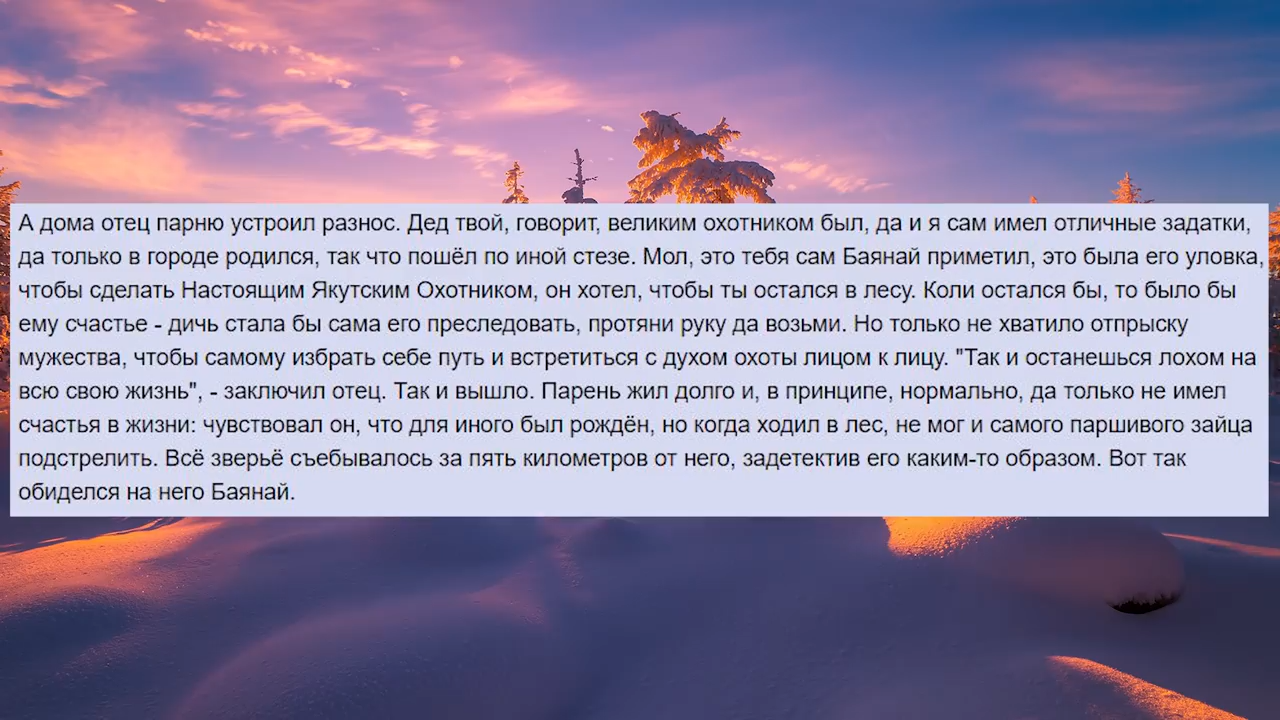 А дома отец парню устроил разнос. Дед твой, говорит, великим охотником был, да и я сам имел отличные задатки,
да только в городе родился, так что пошёл по иной стезе. Мол, это тебя сам Баянай приметил, это была его уловка,
чтобы сделать Настоящим Якутским Охотником, он хотел, чтобы ты остался в лесу. Коли остался бы, то было бы
ему счастье - дичь стала бы сама его преследовать, протяни руку да возьми. Но только не хватило отпрыску
мужества, чтобы самому избрать себе путь и встретиться с духом охоты лицом к лицу. "Так и останешься лохом на
всю свою жизнь", - заключил отец. Так и вышло. Парень жил долго и, в принципе, нормально, да только не имел
счастья в жизни: чувствовал он, что для иного был рождён, но когда ходил в лес, не мог и самого паршивого зайца
подстрелить. Всё зверьё съебывалось за пять километров от него, задетектив его каким-то образом. Вот так
обиделся на него Баянай.